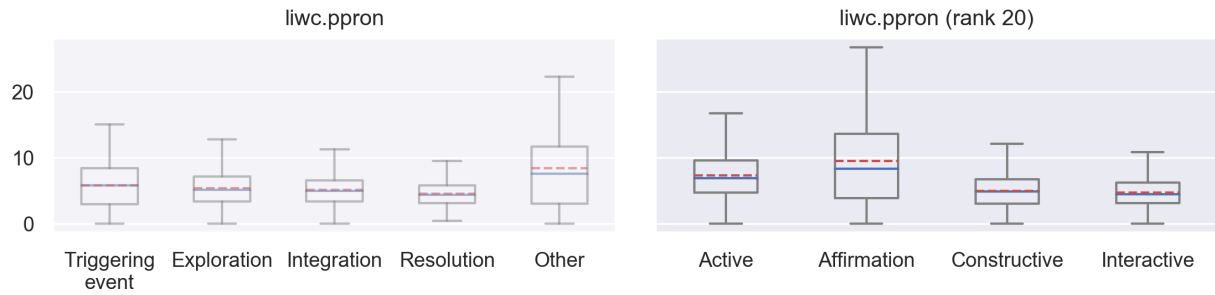 liwc.ppron
liwc.ppron (rank 20)
20
10
0
Triggering event
Exploration
Integration
Resolution
Other
Active
Affirmation
Constructive
Interactive